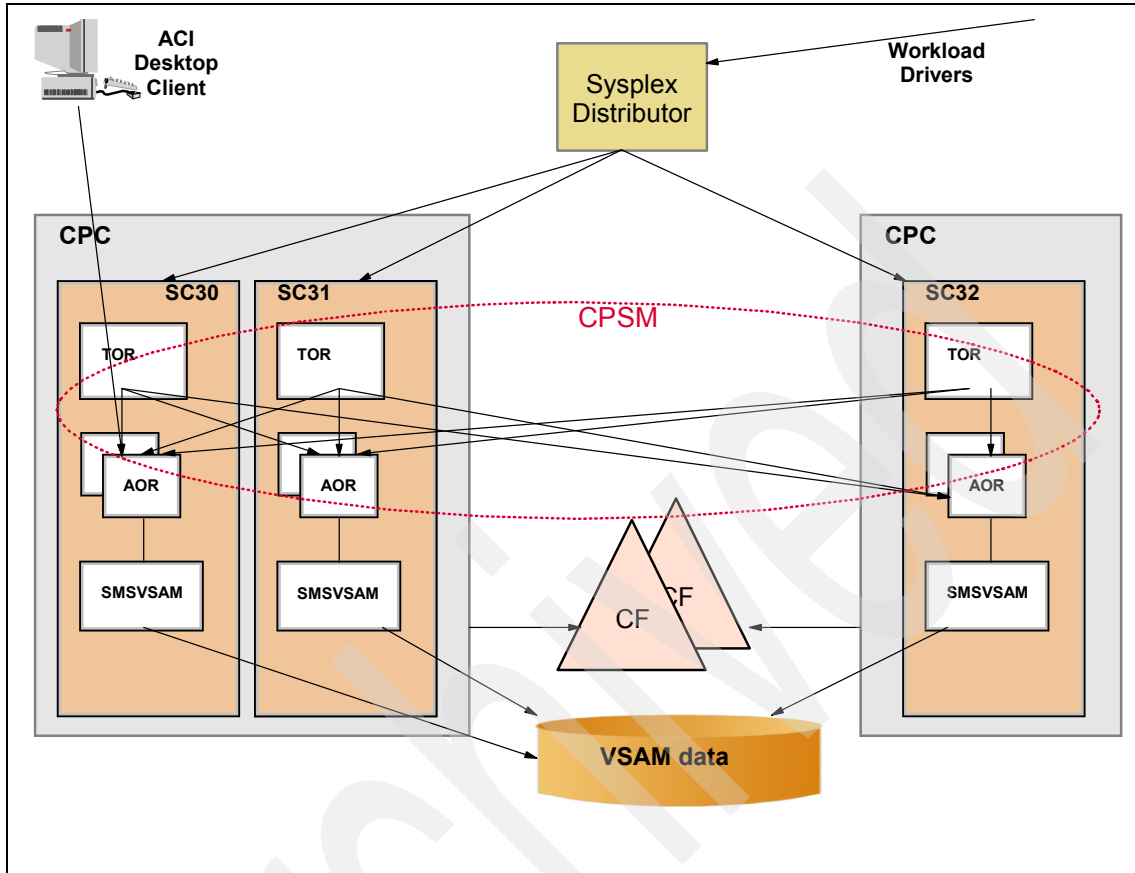 ACI
Desktop
Client
Workload
Drivers
Sysplex
Distributor
CPC
CPC
SC30
SC31
SC32
CPSM
TOR
TOR
TOR
AOR
AOR
AOR
SMSVSAM
SMSVSAM
SMSVSAM
CF
CF
VSAM data